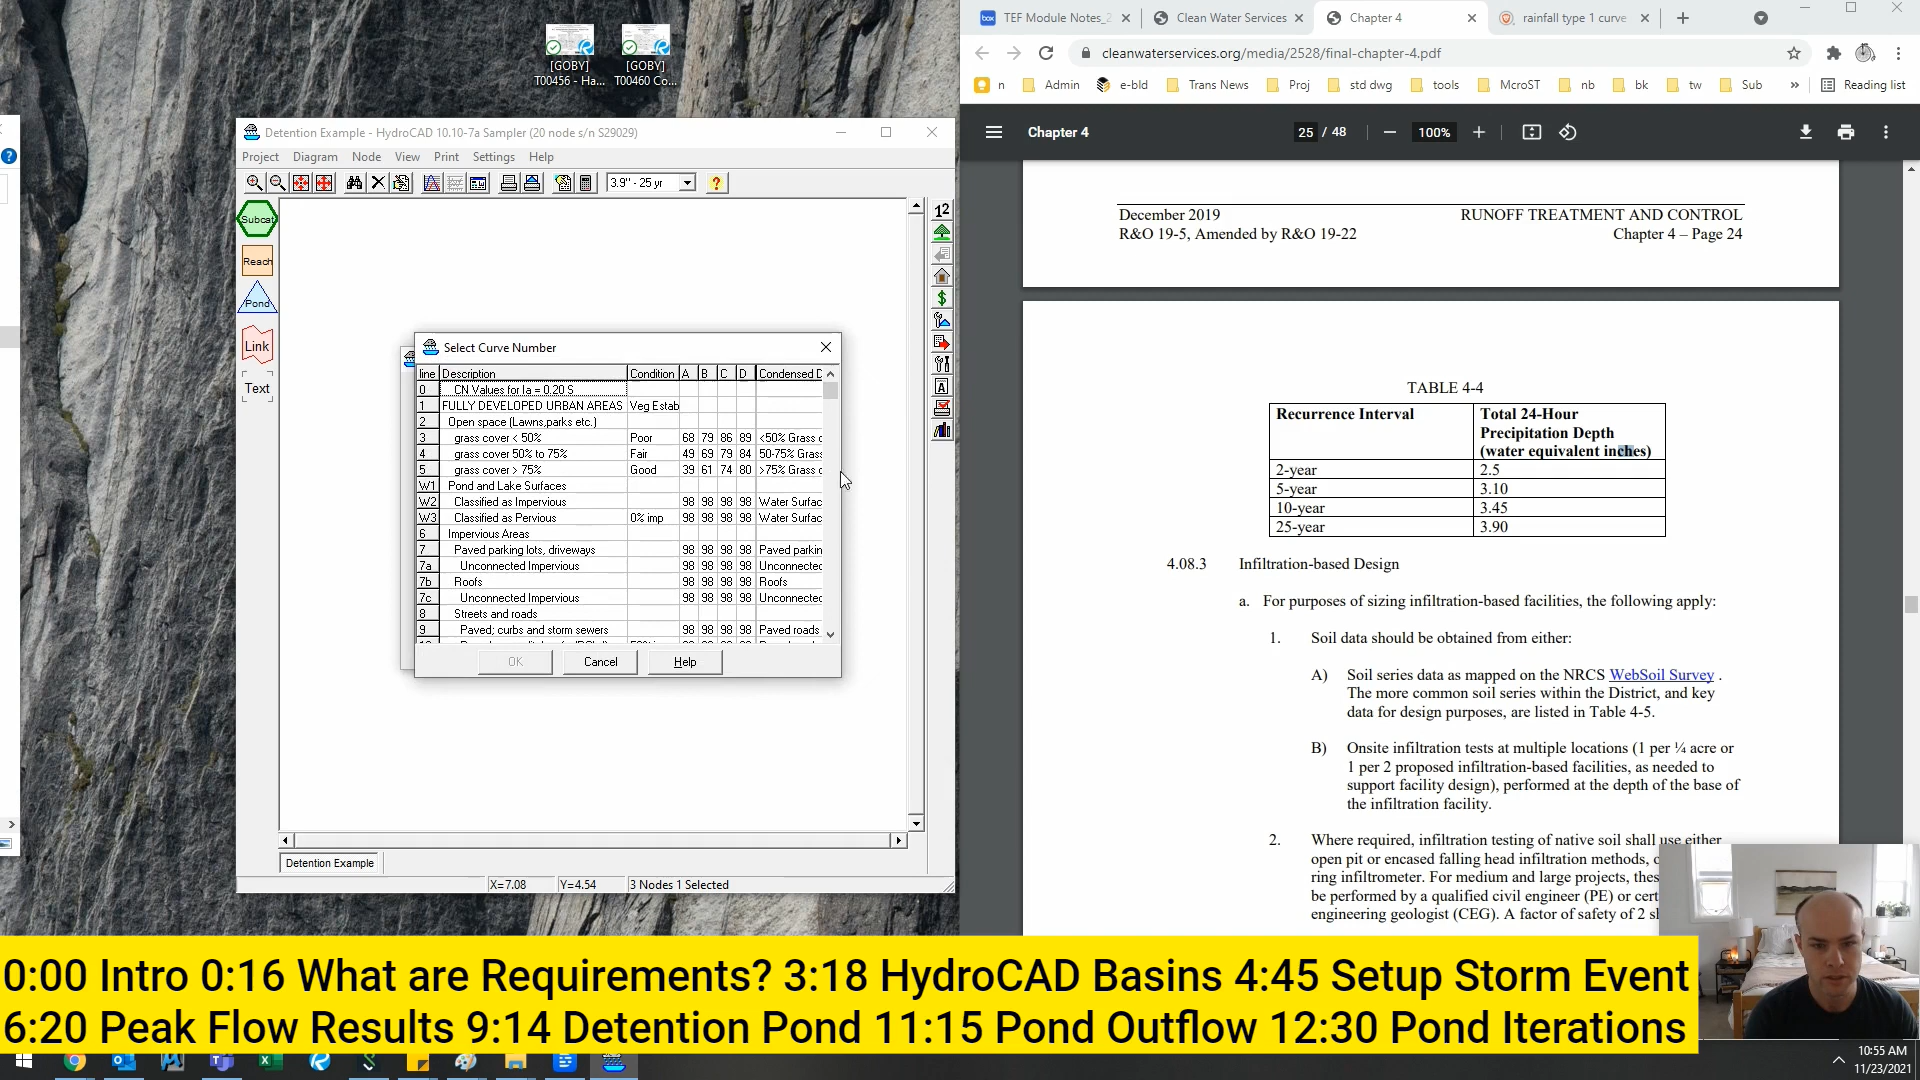 [GOBY]
T00456 - Ha...
[GOBY]
T00460 Co...
Detention Example - HydroCAD 10.10-7a Sampler (20 node s/n S29029)
Project Diagram Node View Print Settings Help
3.9" - 25 yr
Subcat
Reach
Pond
Link
Text
Select Curve Number
line Description Condition A B C D Condensed D
0 CN Values for Ia = 0.20 S
1 FULLY DEVELOPED URBAN AREAS Veg Estab
2 Open space (Lawns,parks etc.)
3 grass cover < 50% Poor 68 79 86 89 <50% Grass c
4 grass cover 50% to 75% Fair 49 69 79 84 50-75% Grass
5 grass cover > 75% Good 39 61 74 80 >75% Grass c
W1 Pond and Lake Surfaces
W2 Classified as Impervious 98 98 98 98 Water Surfac
W3 Classified as Pervious 0% imp 98 98 98 98 Water Surfac
6 Impervious Areas
7 Paved parking lots, driveways 98 98 98 98 Paved parkin
7a Unconnected Impervious 98 98 98 98 Unconnected
7b Roofs 98 98 98 98 Roofs
7c Unconnected Impervious 98 98 98 98 Unconnected
8 Streets and roads
9 Paved; curbs and storm sewers 98 98 98 98 Paved roads
OK Cancel Help
Detention Example
X=7.08 Y=4.54 3 Nodes 1 Selected
TEF Module Notes_2 Clean Water Services Chapter 4 rainfall type 1 curve
cleanwaterservices.org/media/2528/final-chapter-4.pdf
n Admin e-bld Trans News Proj std dwg tools McroST nb bk tw Sub » Reading list
Chapter 4 25 / 48 100%
December 2019 RUNOFF TREATMENT AND CONTROL
R&O 19-5, Amended by R&O 19-22 Chapter 4 – Page 24
TABLE 4-4
Recurrence Interval Total 24-Hour
Precipitation Depth
(water equivalent inches)
2-year 2.5
5-year 3.10
10-year 3.45
25-year 3.90
4.08.3 Infiltration-based Design
a. For purposes of sizing infiltration-based facilities, the following apply:
1. Soil data should be obtained from either:
A) Soil series data as mapped on the NRCS WebSoil Survey .
The more common soil series within the District, and key
data for design purposes, are listed in Table 4-5.
B) Onsite infiltration tests at multiple locations (1 per ¼ acre or
1 per 2 proposed infiltration-based facilities, as needed to
support facility design), performed at the depth of the base of
the infiltration facility.
2. Where required, infiltration testing of native soil shall use either
open pit or encased falling head infiltration methods,
ring infiltrometer. For medium and large projects,
be performed by a qualified civil engineer (PE) or
engineering geologist (CEG). A factor of safety of 2
0:00 Intro 0:16 What are Requirements? 3:18 HydroCAD Basins 4:45 Setup Storm Event
6:20 Peak Flow Results 9:14 Detention Pond 11:15 Pond Outflow 12:30 Pond Iterations
10:55 AM
11/23/2021